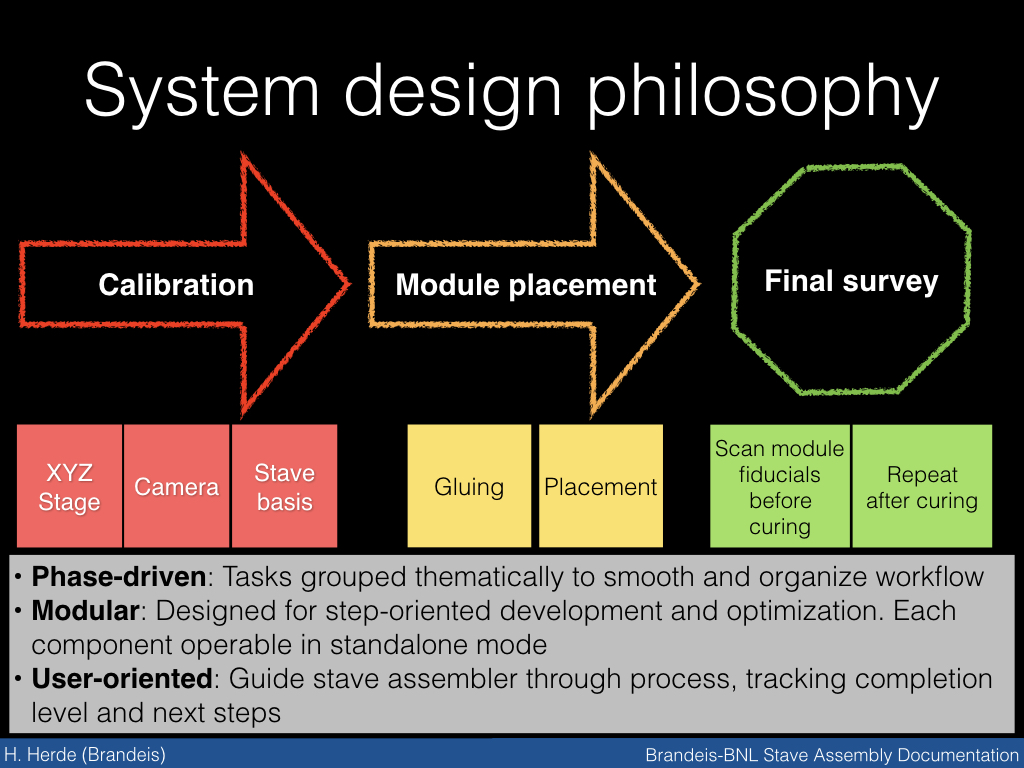 System design philosophy
Calibration
Module placement
Final survey
XYZ
Stage
Camera
Stave
basis
Gluing
Placement
Scan module
fiducials
before
curing
Repeat
after curing
• Phase-driven: Tasks grouped thematically to smooth and organize workflow
• Modular: Designed for step-oriented development and optimization. Each
component operable in standalone mode
• User-oriented: Guide stave assembler through process, tracking completion
level and next steps
H. Herde (Brandeis)
Brandeis-BNL Stave Assembly Documentation